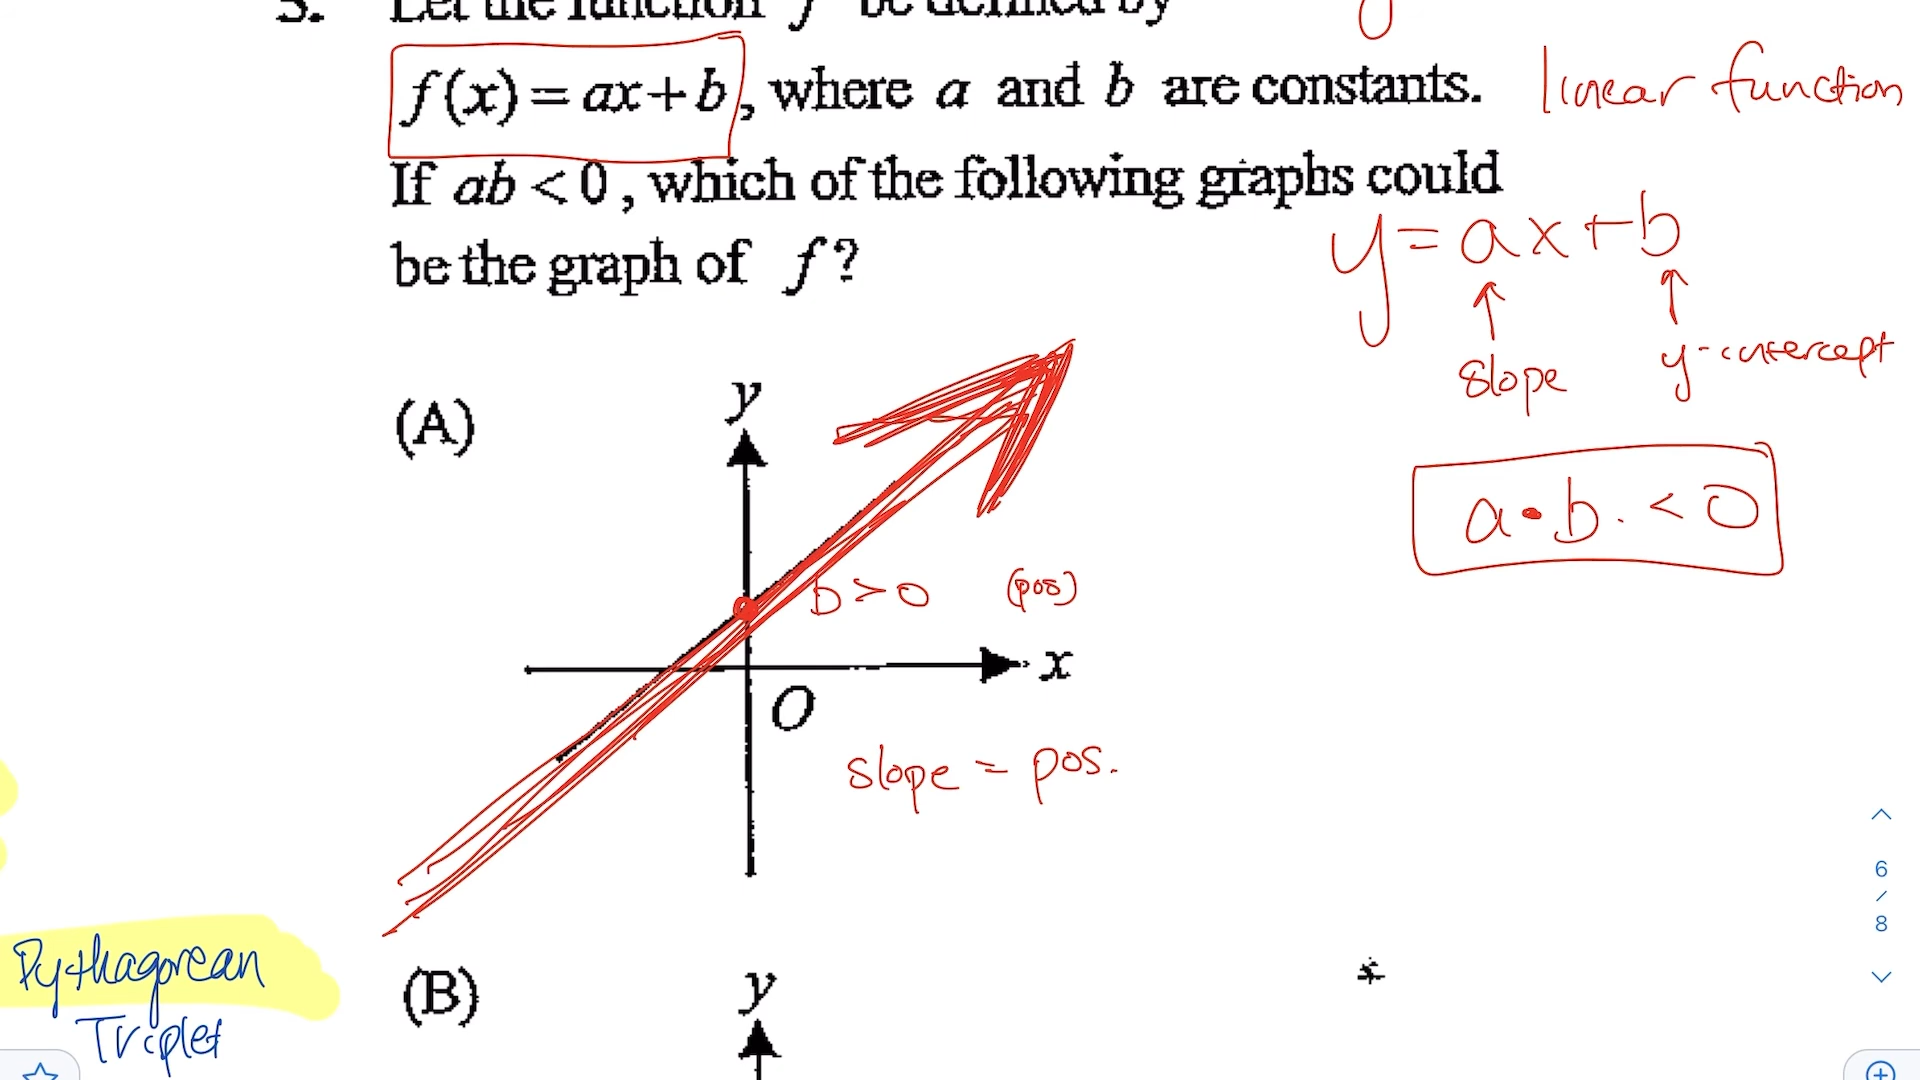 3. Let the function f be defined by
f(x) = ax + b, where a and b are constants.
linear function
If ab < 0, which of the following graphs could
be the graph of f?
y = ax + b
slope
y-intercept
(A)
y
a • b < 0
b > 0 (pos)
x
O
slope = pos.
6
/
8
Pythagorean
Triplet
(B)
y